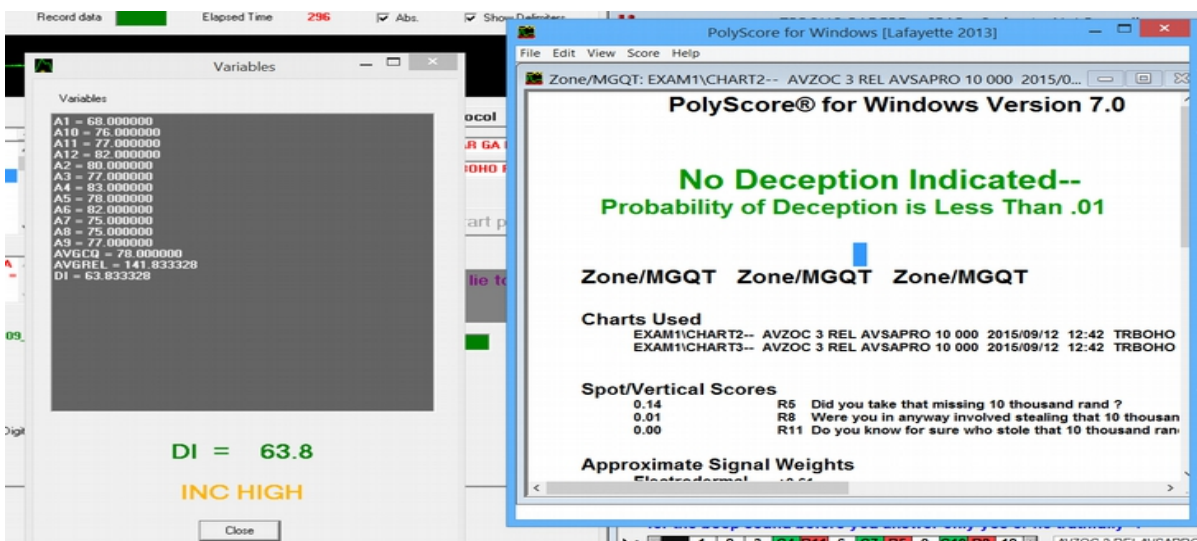 Record data Elapsed Time 296 Abs. Show Delimiters
Variables
Variables
A1 = 68.000000
A10 = 76.000000
A11 = 77.000000
A12 = 82.000000
A2 = 80.000000
A3 = 77.000000
A4 = 83.000000
A5 = 78.000000
A6 = 82.000000
A7 = 75.000000
A8 = 75.000000
A9 = 77.000000
AVGCQ = 78.000000
AVGREL = 141.833328
DI = 63.833328
DI = 63.8
INC HIGH
Close
ocol
lie to
09_
Digit
PolyScore for Windows [Lafayette 2013]
File Edit View Score Help
Zone/MGQT: EXAM1\CHART2-- AVZOC 3 REL AVSAPRO 10 000 2015/0...
PolyScore® for Windows Version 7.0
No Deception Indicated--
Probability of Deception is Less Than .01
Zone/MGQT Zone/MGQT Zone/MGQT
Charts Used
EXAM1\CHART2-- AVZOC 3 REL AVSAPRO 10 000 2015/09/12 12:42 TRBOHO
EXAM1\CHART3-- AVZOC 3 REL AVSAPRO 10 000 2015/09/12 12:42 TRBOHO
Spot/Vertical Scores
0.14 R5 Did you take that missing 10 thousand rand ?
0.01 R8 Were you in anyway involved stealing that 10 thousan
0.00 R11 Do you know for sure who stole that 10 thousand ran
Approximate Signal Weights